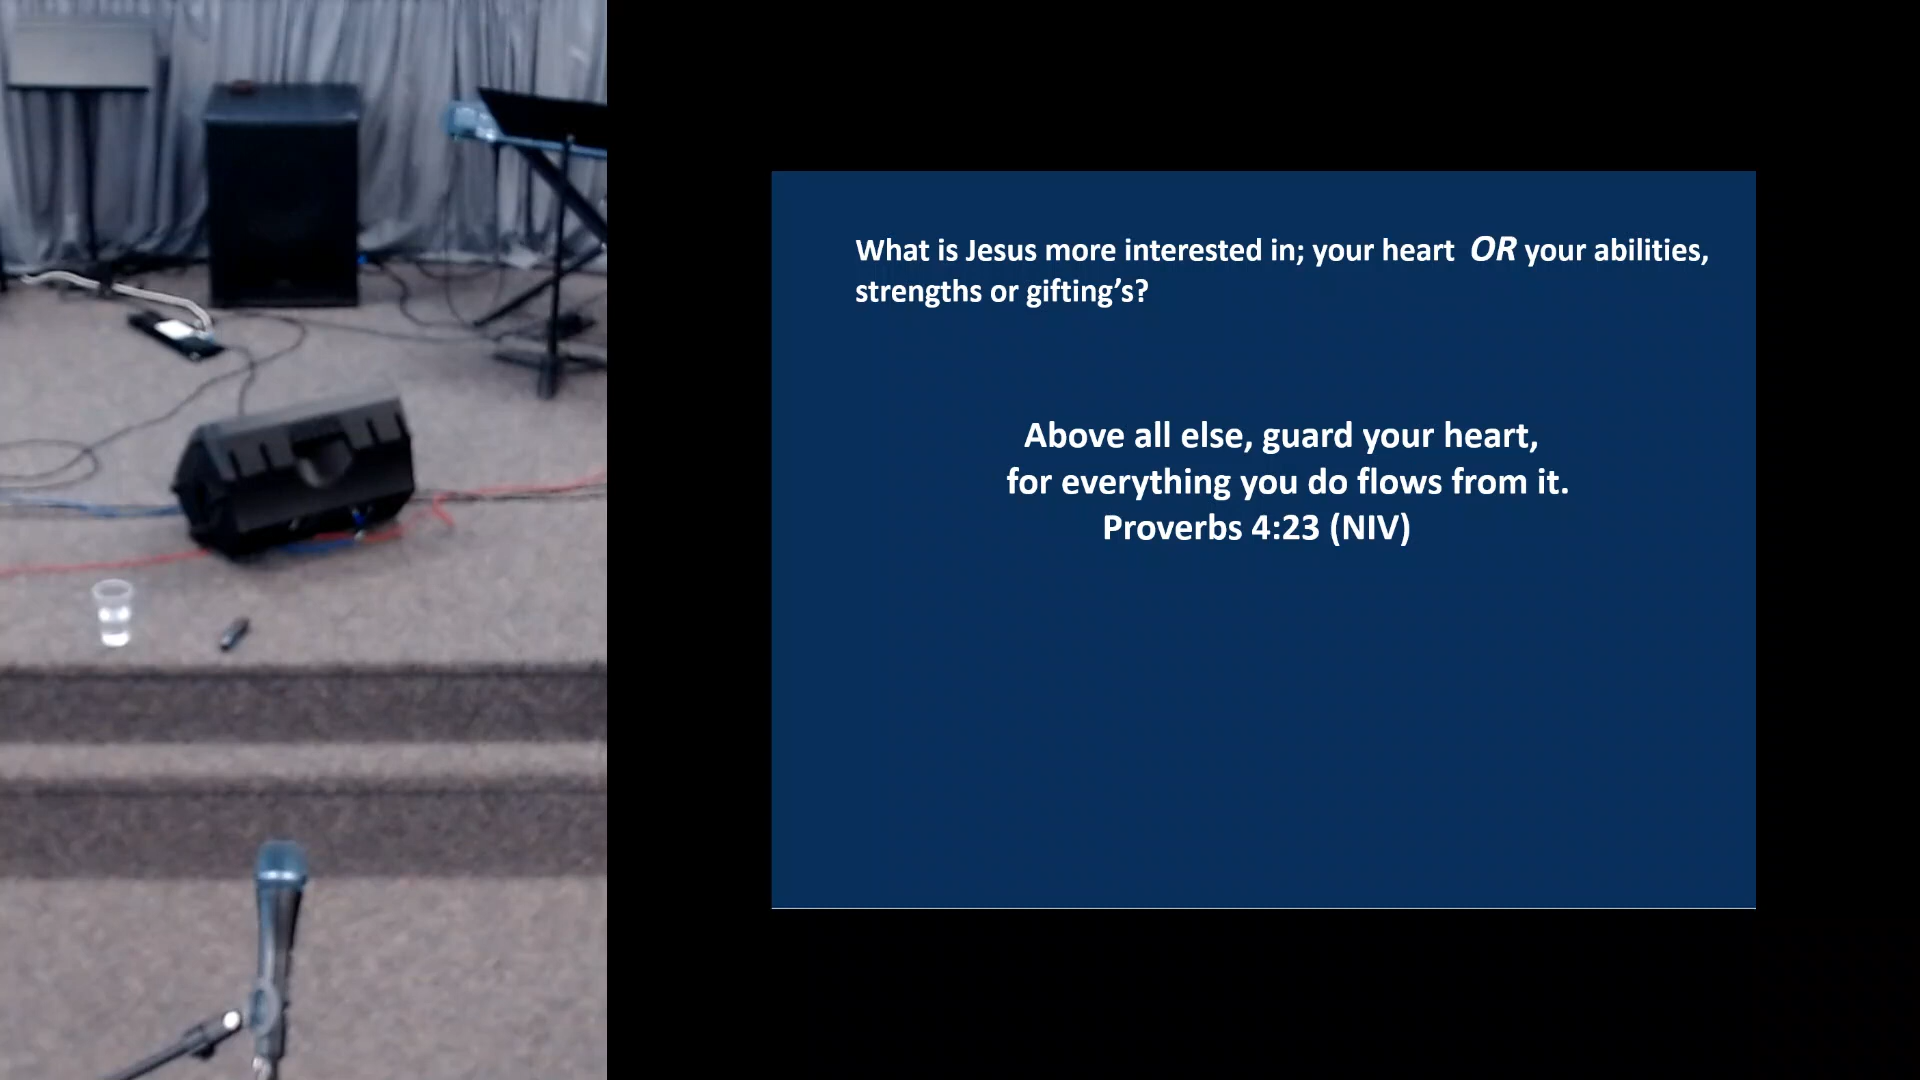 What is Jesus more interested in; your heart OR your abilities,
strengths or gifting's?
Above all else, guard your heart,
for everything you do flows from it.
Proverbs 4:23 (NIV)